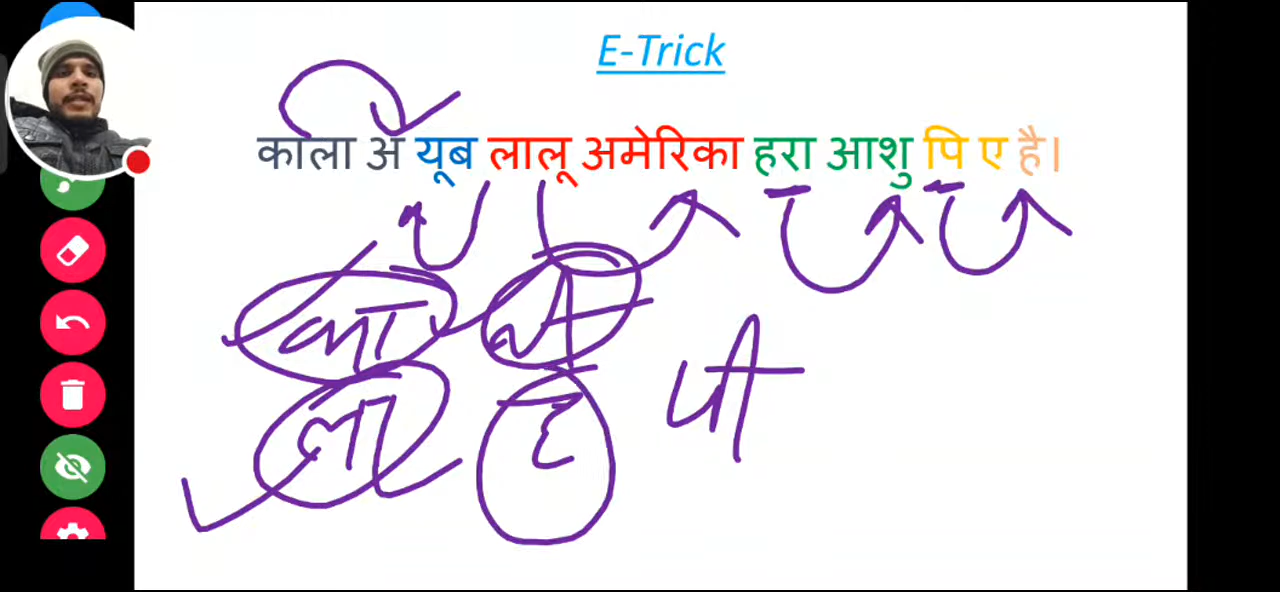 E-Trick
काला अं यूब लालू अमेरिका हरा आशु पि ए है।
का नी
ला ह पी